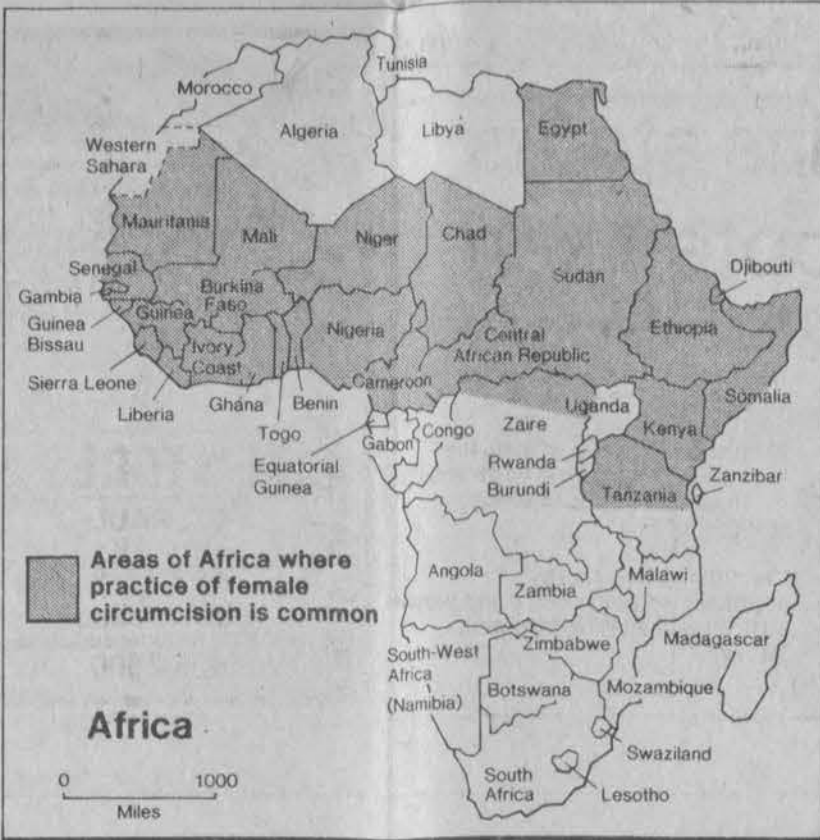 Tunisia
Morocco
Algeria
Libya
Egypt
Western
Sahara
Mauritania
Mali
Niger
Chad
Sudan
Djibouti
Senegal
Gambia
Guinea
Bissau
Guinea
Burkina
Faso
Ivory
Coast
Nigeria
Central
African Republic
Ethiopia
Sierra Leone
Liberia
Ghana
Togo
Benin
Cameroon
Uganda
Somalia
Kenya
Equatorial
Guinea
Gabon
Congo
Zaire
Rwanda
Burundi
Tanzania
Zanzibar
Areas of Africa where
practice of female
circumcision is common
Angola
Zambia
Malawi
South-West
Africa
(Namibia)
Zimbabwe
Botswana
Mozambique
Madagascar
Swaziland
South
Africa
Lesotho
Africa
0 1000
Miles